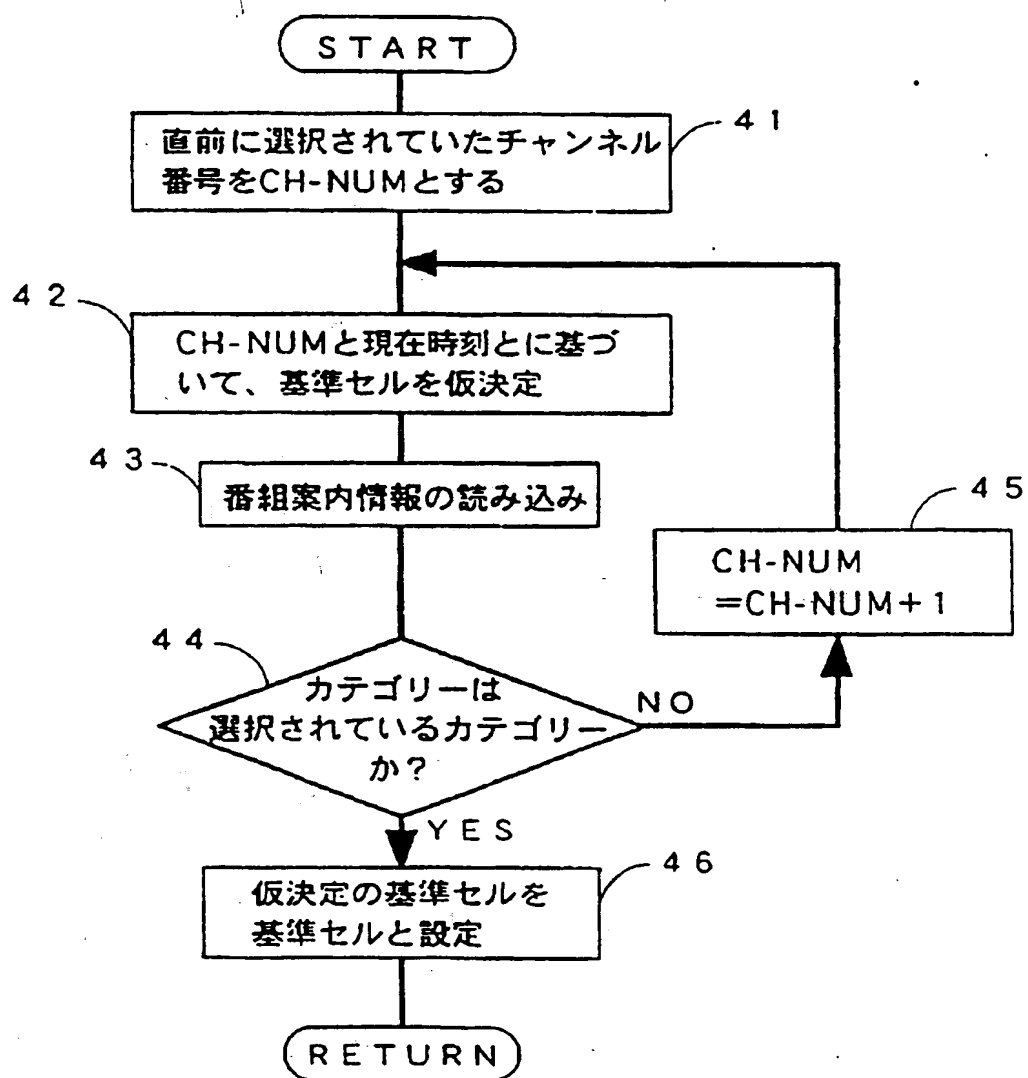 START
41
直前に選択されていたチャンネル
番号をCH-NUMとする
42
CH-NUMと現在時刻とに基づ
いて、基準セルを仮決定
43
番組案内情報の読み込み
45
CH-NUM
=CH-NUM+1
44
カテゴリーは
選択されているカテゴリー
か?
NO
YES
46
仮決定の基準セルを
基準セルと設定
RETURN